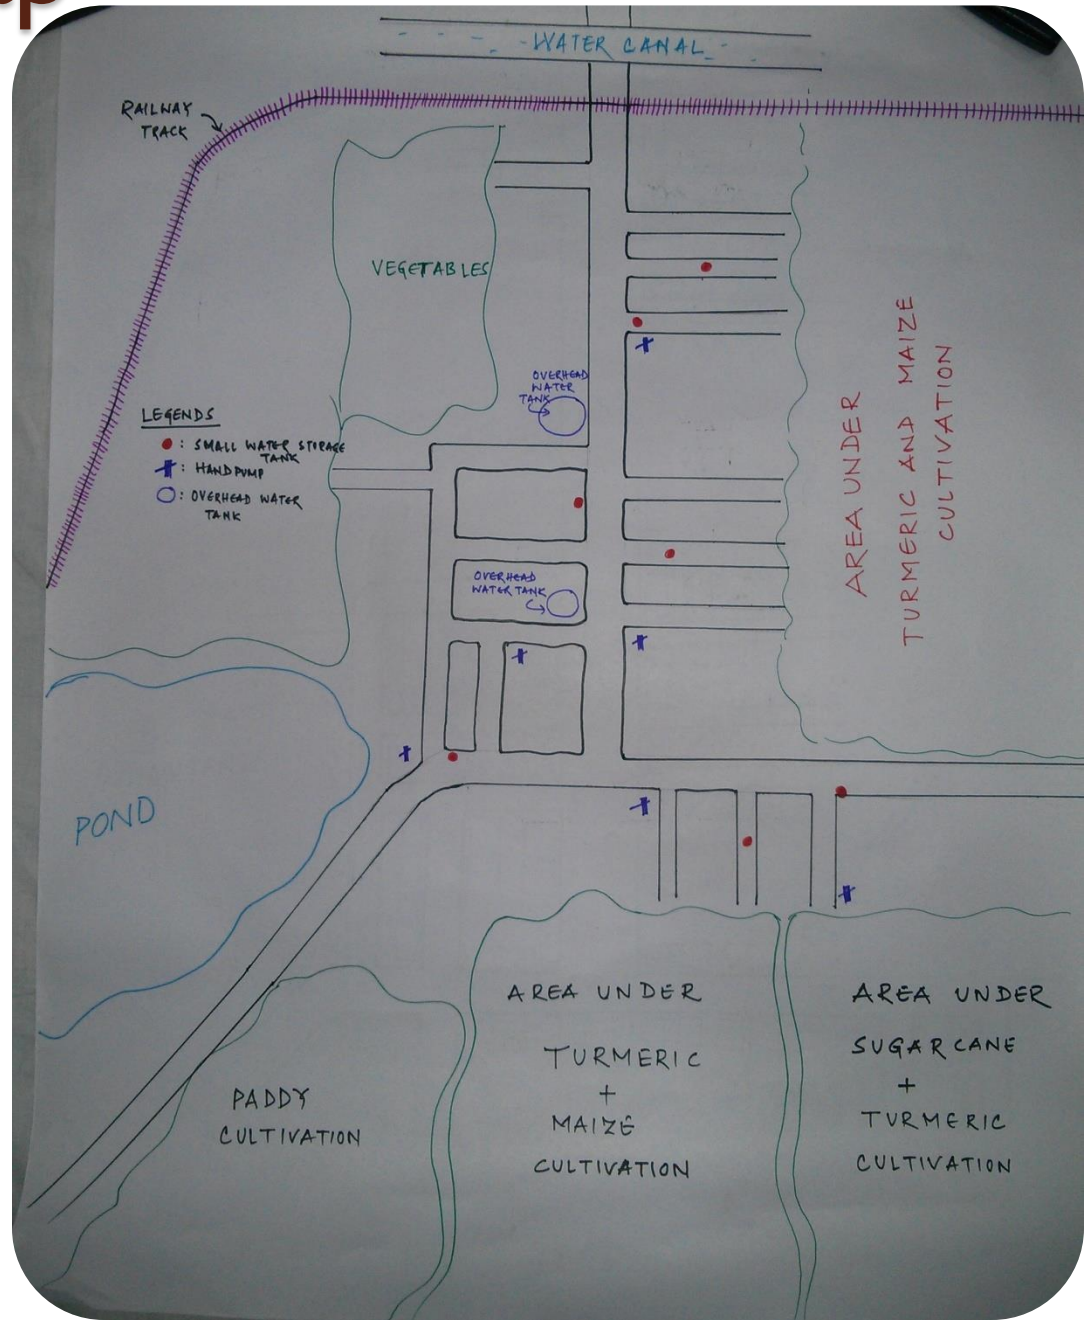 WATER CANAL
RAILWAY
TRACK
VEGETABLES
OVERHEAD
WATER
TANK
LEGENDS
: SMALL WATER STORAGE
TANK
: HANDPUMP
: OVERHEAD WATER
TANK
OVERHEAD
WATER TANK
AREA UNDER
TURMERIC AND MAIZE
CULTIVATION
POND
PADDY
CULTIVATION
AREA UNDER
TURMERIC
+
MAIZE
CULTIVATION
AREA UNDER
SUGARCANE
+
TURMERIC
CULTIVATION